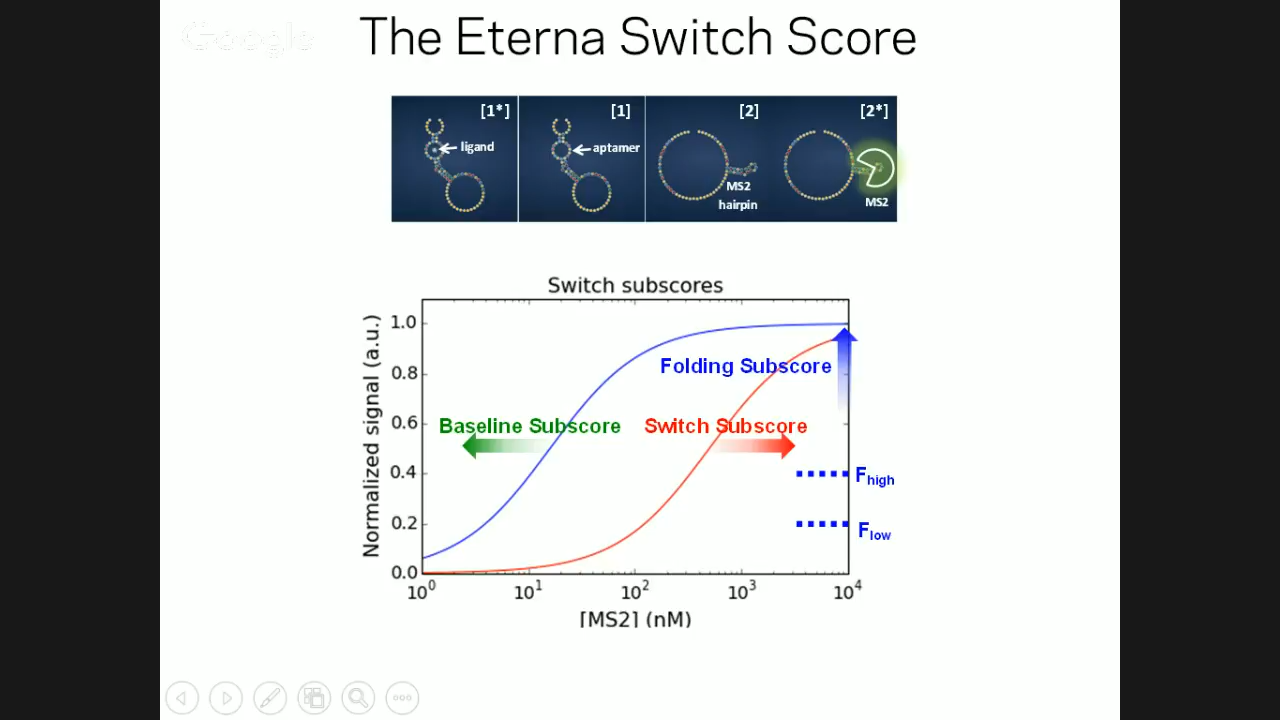 Google
The Eterna Switch Score
[1*] [1] [2] [2*]
ligand
aptamer
MS2
hairpin
MS2
Switch subscores
Normalized signal (a.u.)
1.0
0.8
0.6
0.4
0.2
0.0
Folding Subscore
Baseline Subscore
Switch Subscore
Fhigh
Flow
10⁰ 10¹ 10² 10³ 10⁴
[MS2] (nM)